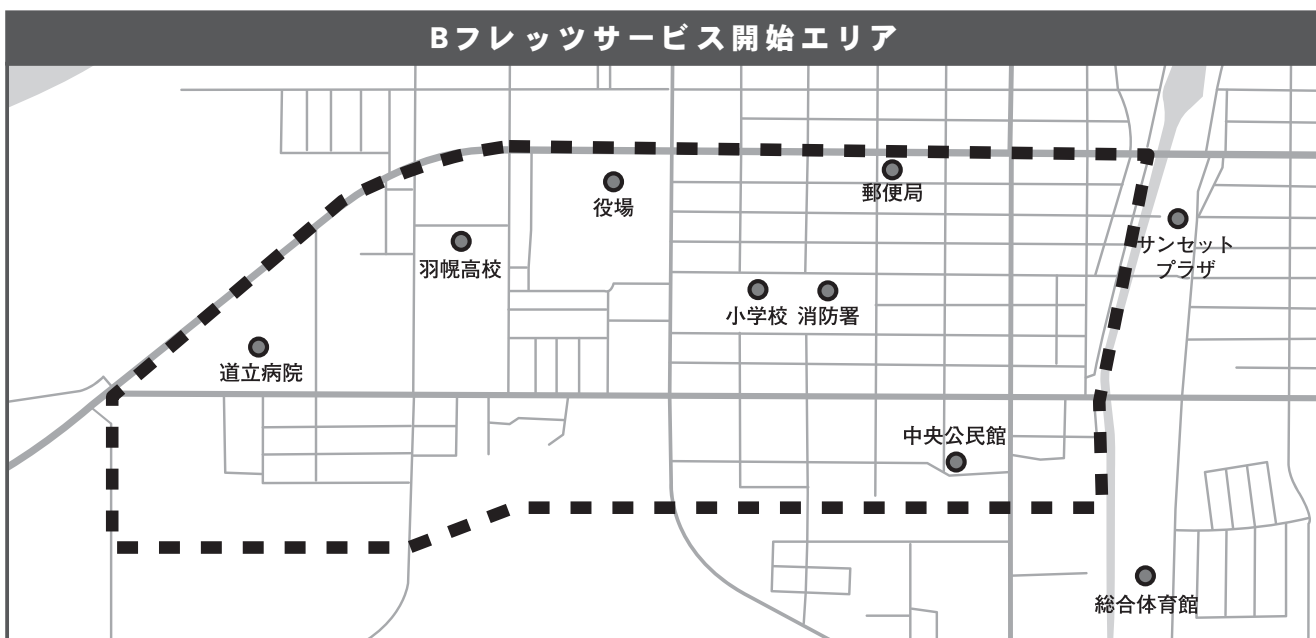 Bフレッツサービス開始エリア
郵便局
役場
サンセット
プラザ
羽幌高校
小学校
消防署
道立病院
中央公民館
総合体育館